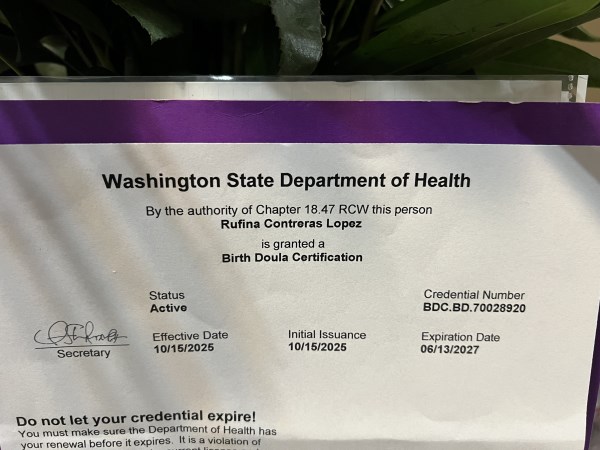 Washington State Department of Health
By the authority of Chapter 18.47 RCW this person
Rufina Contreras Lopez
is granted a
Birth Doula Certification
Status
Active
Credential Number
BDC.BD.70028920
Secretary
Effective Date
10/15/2025
Initial Issuance
10/15/2025
Expiration Date
06/13/2027
Do not let your credential expire!
You must make sure the Department of Health has
your renewal before it expires. It is a violation of